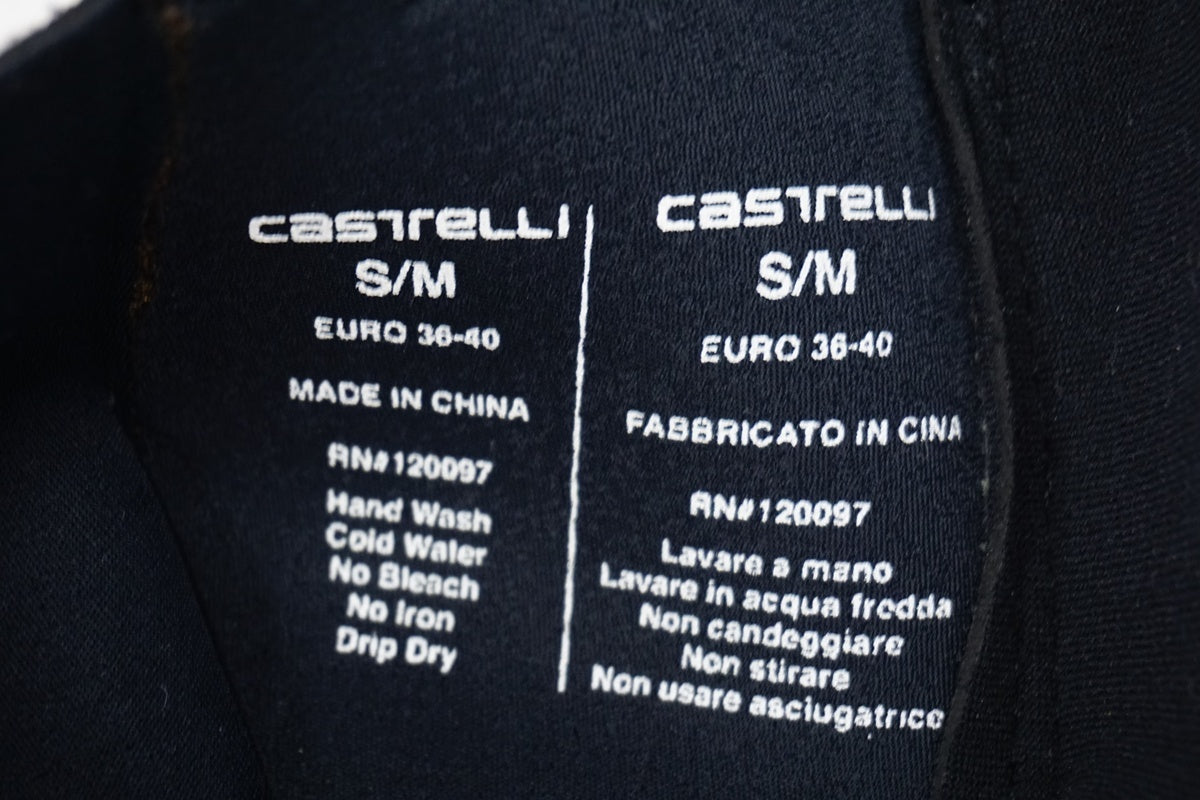 castelli
S/M
EURO 36-40
MADE IN CHINA
RN#120097
Hand Wash
Cold Water
No Bleach
No Iron
Drip Dry
castelli
S/M
EURO 36-40
FABBRICATO IN CINA
RN#120097
Lavare a mano
Lavare in acqua fredda
Non candeggiare
Non stirare
Non usare asciugatrice